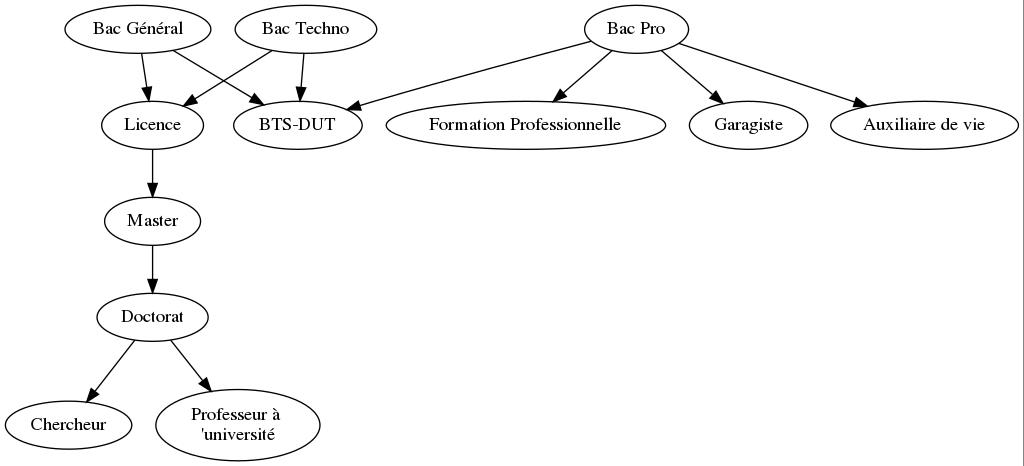 Bac Général
Bac Techno
Bac Pro
Licence
BTS-DUT
Formation Professionnelle
Garagiste
Auxiliaire de vie
Master
Doctorat
Chercheur
Professeur à
'université